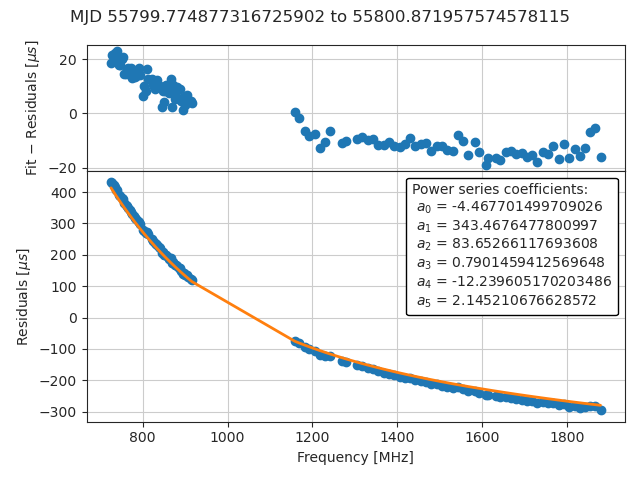 MJD 55799.774877316725902 to 55800.871957574578115
Fit − Residuals [μs]
20
0
−20
Residuals [μs]
400
300
200
100
0
−100
−200
−300
Power series coefficients:
a0 = -4.467701499709026
a1 = 343.4676477800997
a2 = 83.65266117693608
a3 = 0.7901459412569648
a4 = -12.239605170203486
a5 = 2.145210676628572
800
1000
1200
1400
1600
1800
Frequency [MHz]